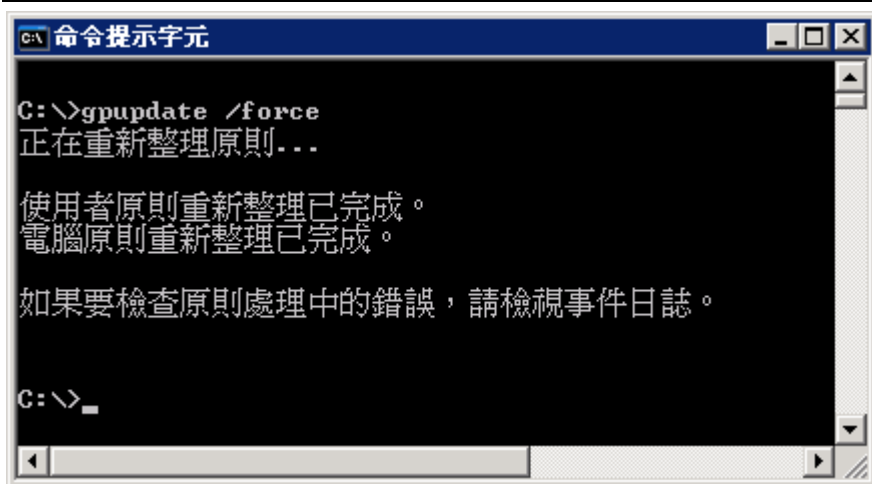 命令提示字元
C:\>gpupdate /force
正在重新整理原則...
使用者原則重新整理已完成。
電腦原則重新整理已完成。
如果要檢查原則處理中的錯誤，請檢視事件日誌。
C:\>_